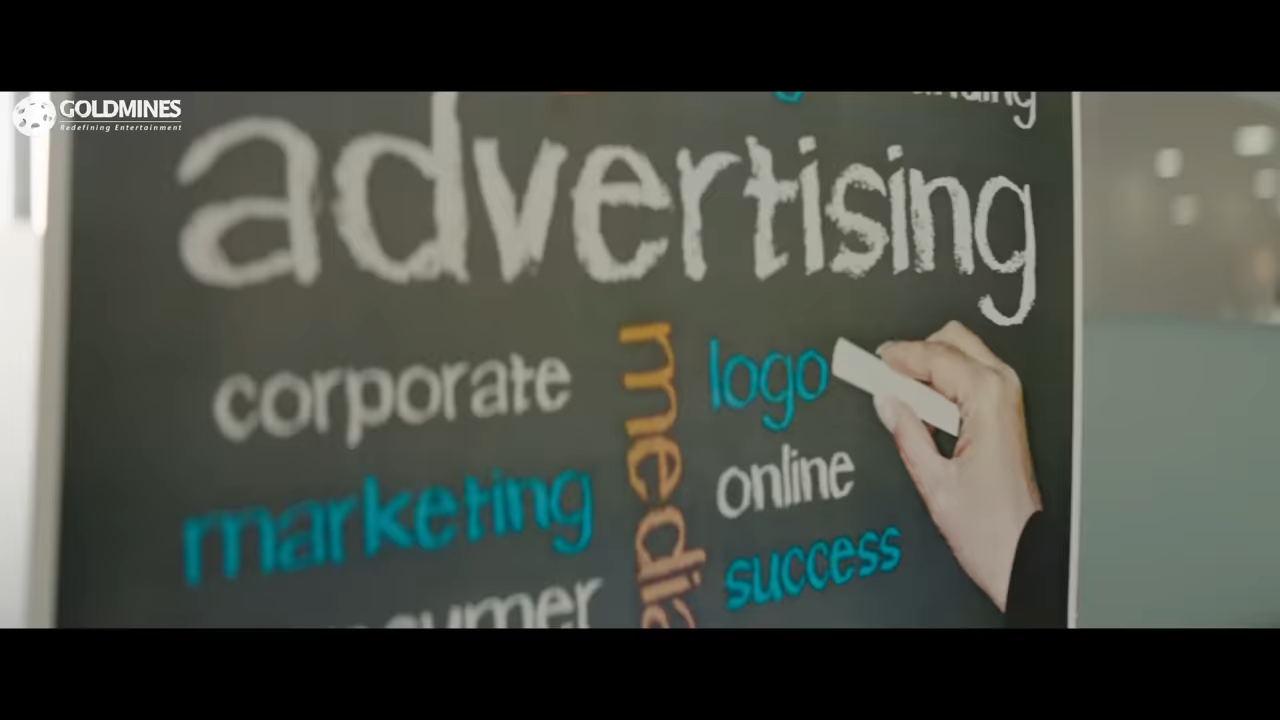 GOLDMINES
Redefining Entertainment
advertising
corporate
media
logo
marketing
online
success